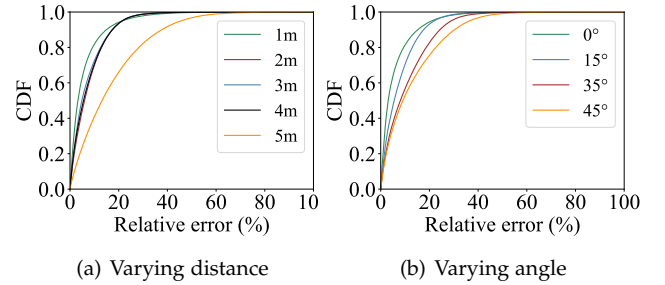 1.0
0.8
0.6
0.4
0.2
0.0
CDF
1m
2m
3m
4m
5m
0 20 40 60 80 10
Relative error (%)
(a) Varying distance
1.0
0.8
0.6
0.4
0.2
0.0
CDF
0°
15°
35°
45°
0 20 40 60 80 100
Relative error (%)
(b) Varying angle